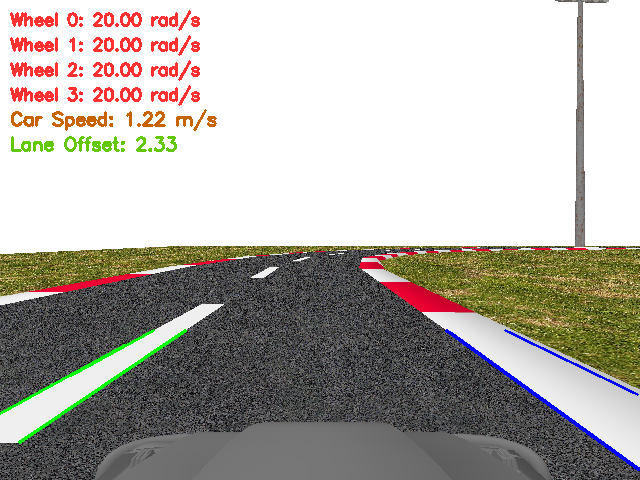 Wheel 0: 20.00 rad/s
Wheel 1: 20.00 rad/s
Wheel 2: 20.00 rad/s
Wheel 3: 20.00 rad/s
Car Speed: 1.22 m/s
Lane Offset: 2.33